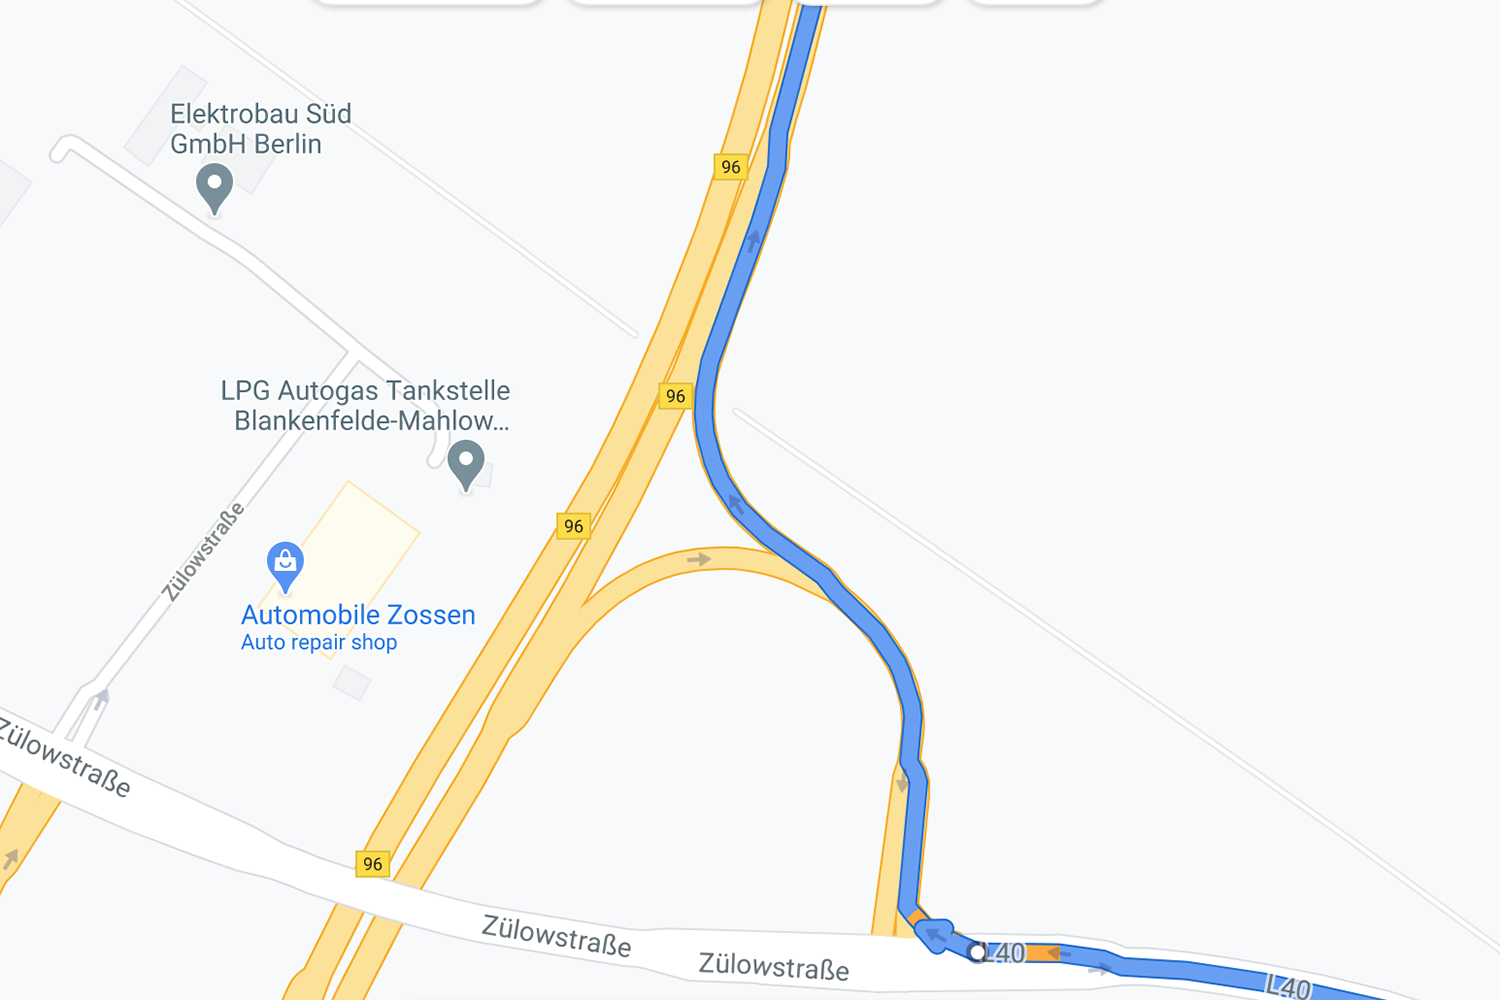 Elektrobau Süd
GmbH Berlin
96
LPG Autogas Tankstelle
Blankenfelde-Mahlow...
96
96
Zülowstraße
Automobile Zossen
Auto repair shop
Zülowstraße
96
Zülowstraße
Zülowstraße
L40
L40